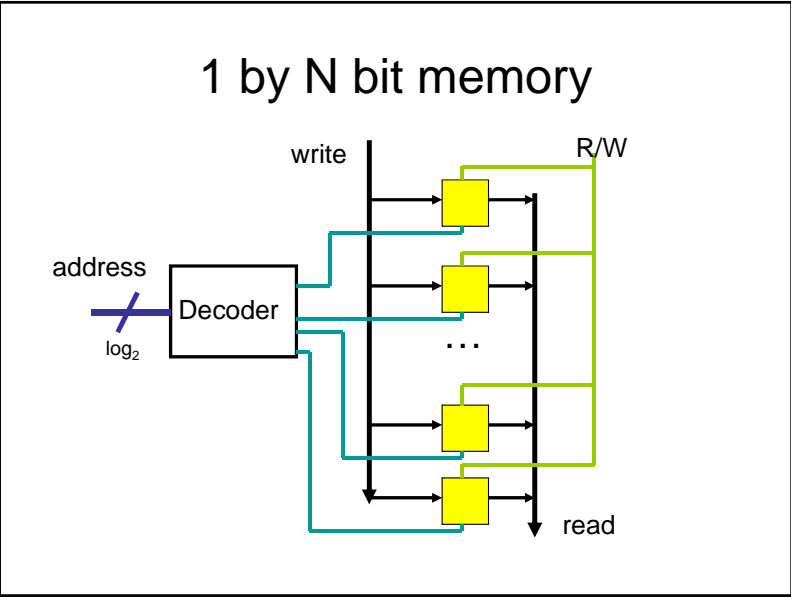 1 by N bit memory
write
R/W
address
Decoder
log₂
...
read